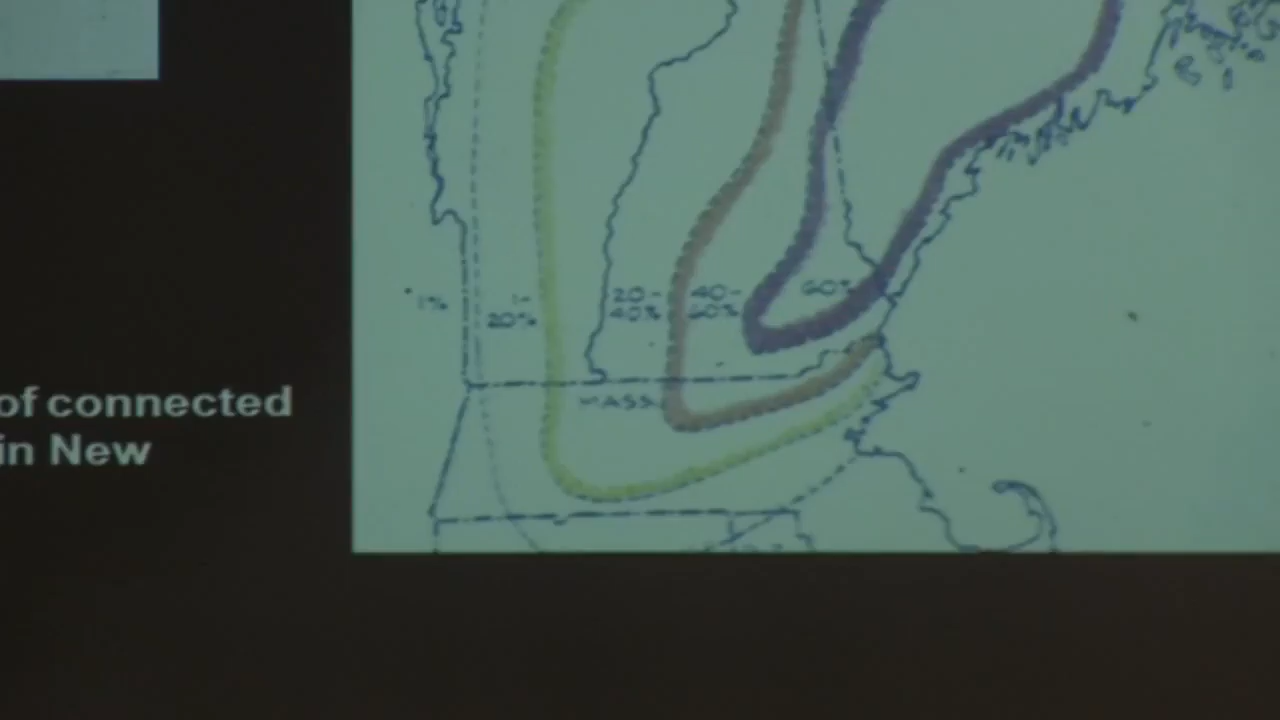 of connected
in New
1%
1-
20%
20-
40%
40-
60%
60%
MASS.